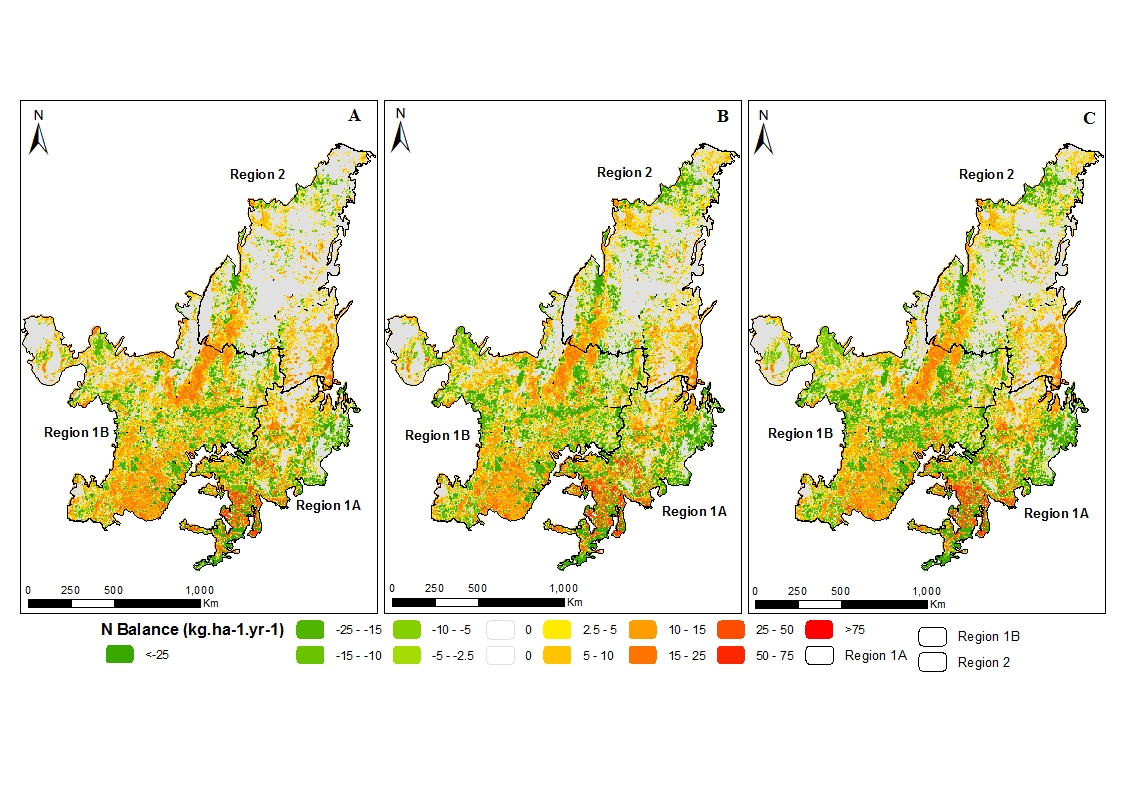 N
A
Region 2
Region 1B
Region 1A
0 250 500 1,000
Km
N
B
Region 2
Region 1B
Region 1A
0 250 500 1,000
Km
N
C
Region 2
Region 1B
Region 1A
0 250 500 1,000
Km
N Balance (kg.ha-1.yr-1)
<-25
-25 - -15
-15 - -10
-10 - -5
-5 - -2.5
0
0
2.5 - 5
5 - 10
10 - 15
15 - 25
25 - 50
50 - 75
>75
Region 1A
Region 1B
Region 2